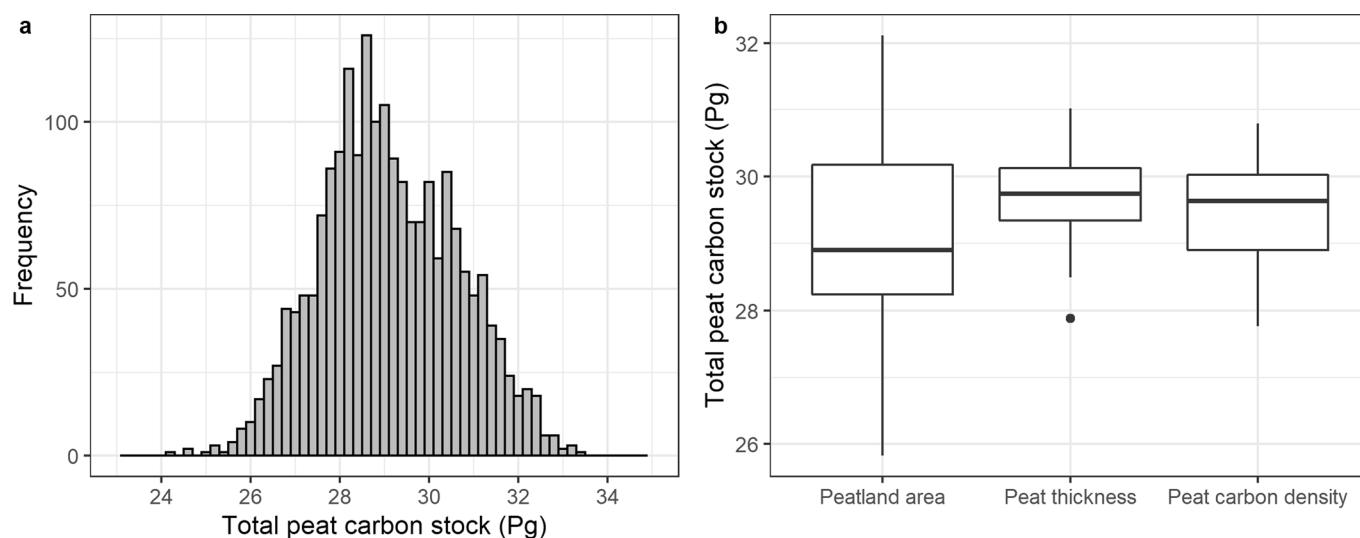 a
Frequency
100
50
0
24 26 28 30 32 34
Total peat carbon stock (Pg)
b
Total peat carbon stock (Pg)
32
30
28
26
Peatland area Peat thickness Peat carbon density